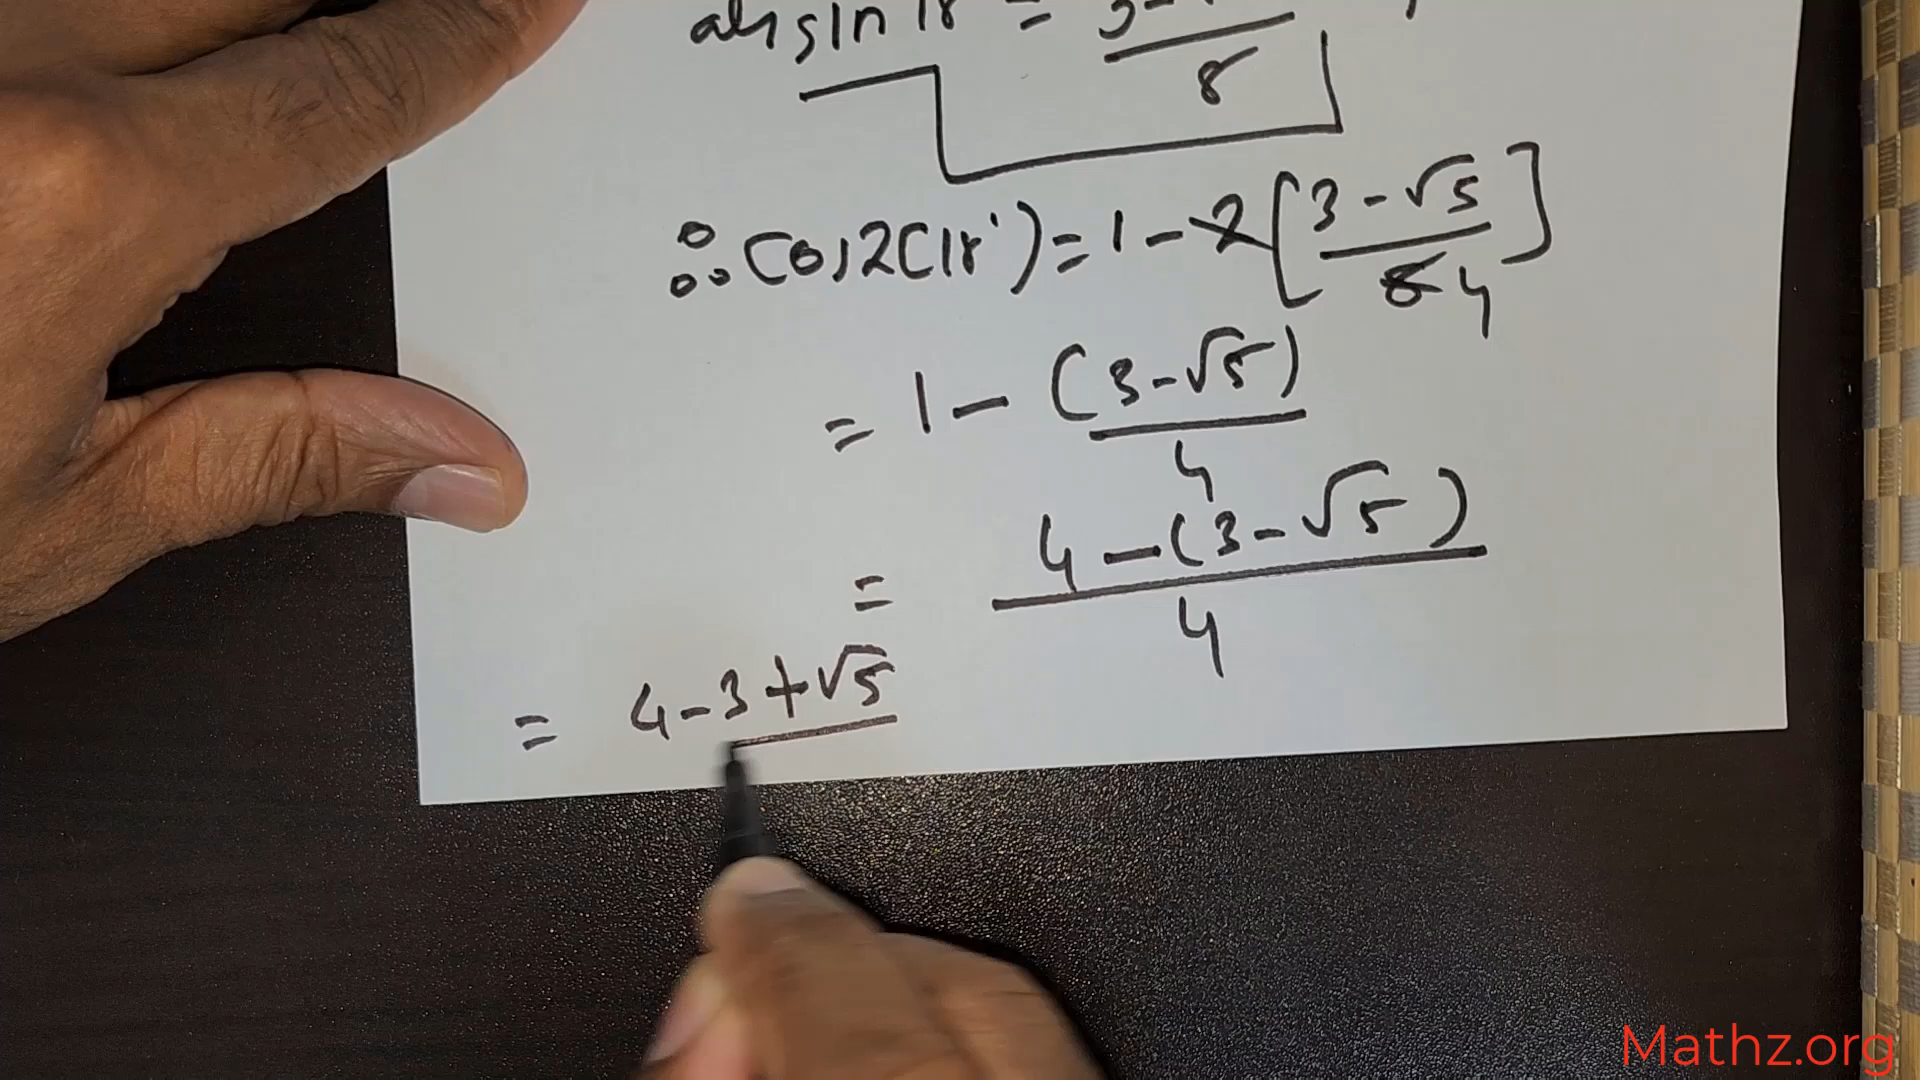 sin 18 =
8
∴ Cos2(18°) = 1 - 2[3-√5/8 4]
= 1 - (3-√5)/4
= 4-(3-√5)/4
= 4-3+√5
Mathz.org